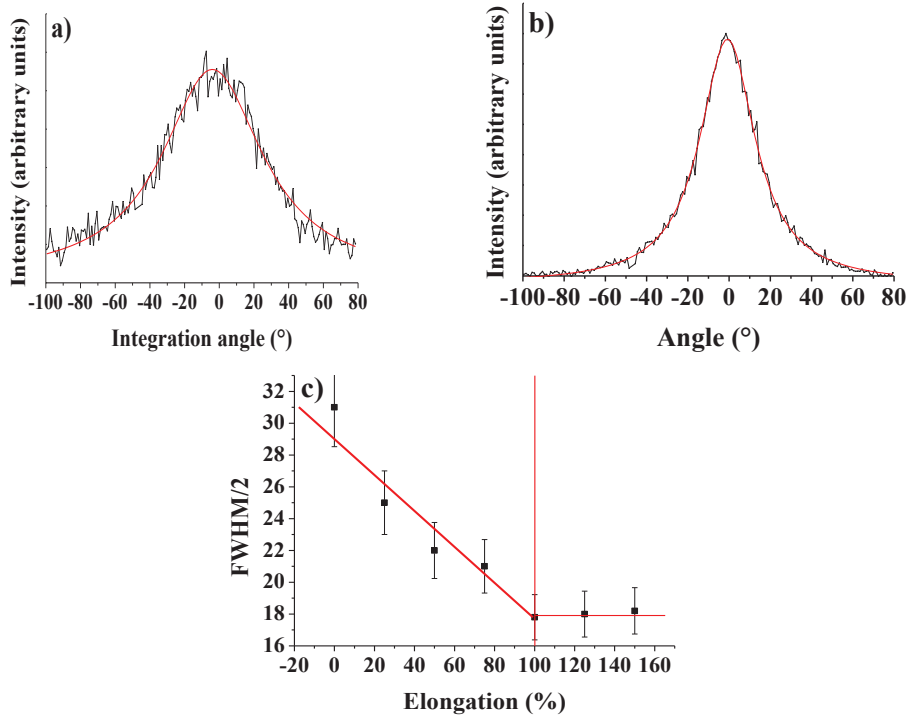 a)
Intensity (arbitrary units)
-100 -80 -60 -40 -20 0 20 40 60 80
Integration angle (°)
b)
Intensity (arbitrary units)
-100 -80 -60 -40 -20 0 20 40 60 80
Angle (°)
c)
FWHM/2
32
30
28
26
24
22
20
18
16
-20 0 20 40 60 80 100 120 140 160
Elongation (%)